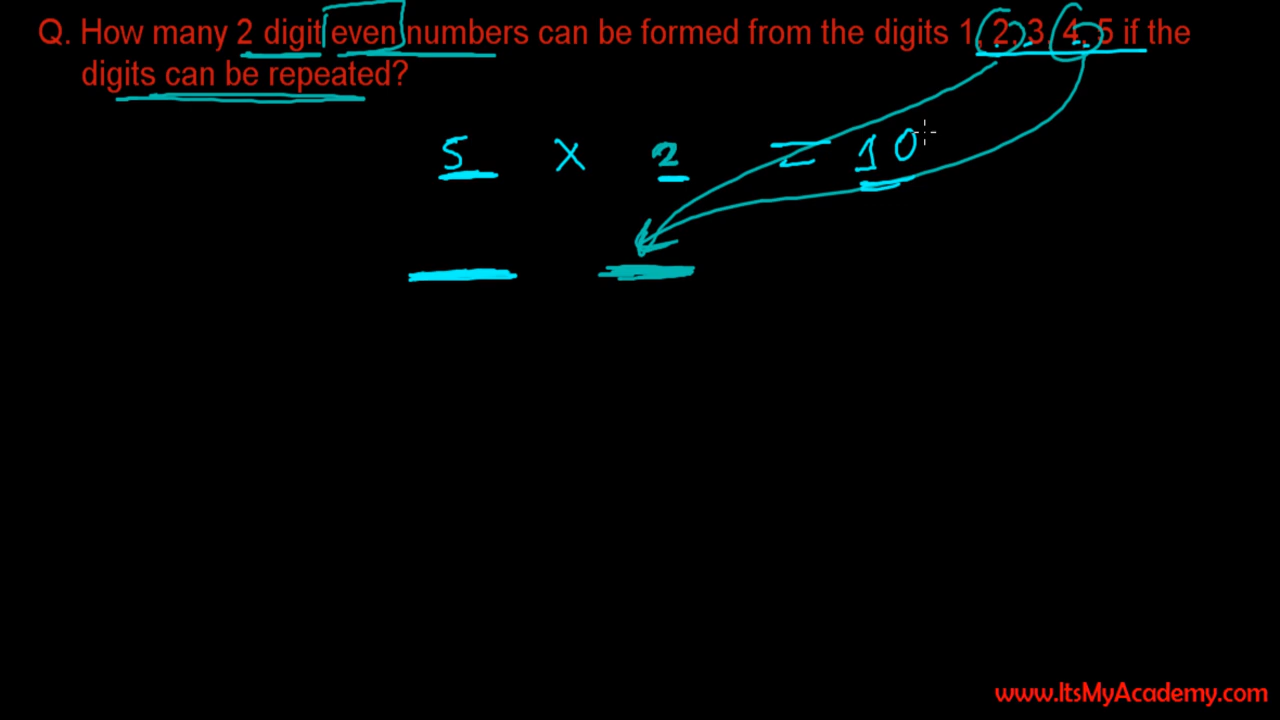 Q. How many 2 digit even numbers can be formed from the digits 1, 2, 3, 4, 5 if the
digits can be repeated?
5 x 2 = 10
www.ItsMyAcademy.com